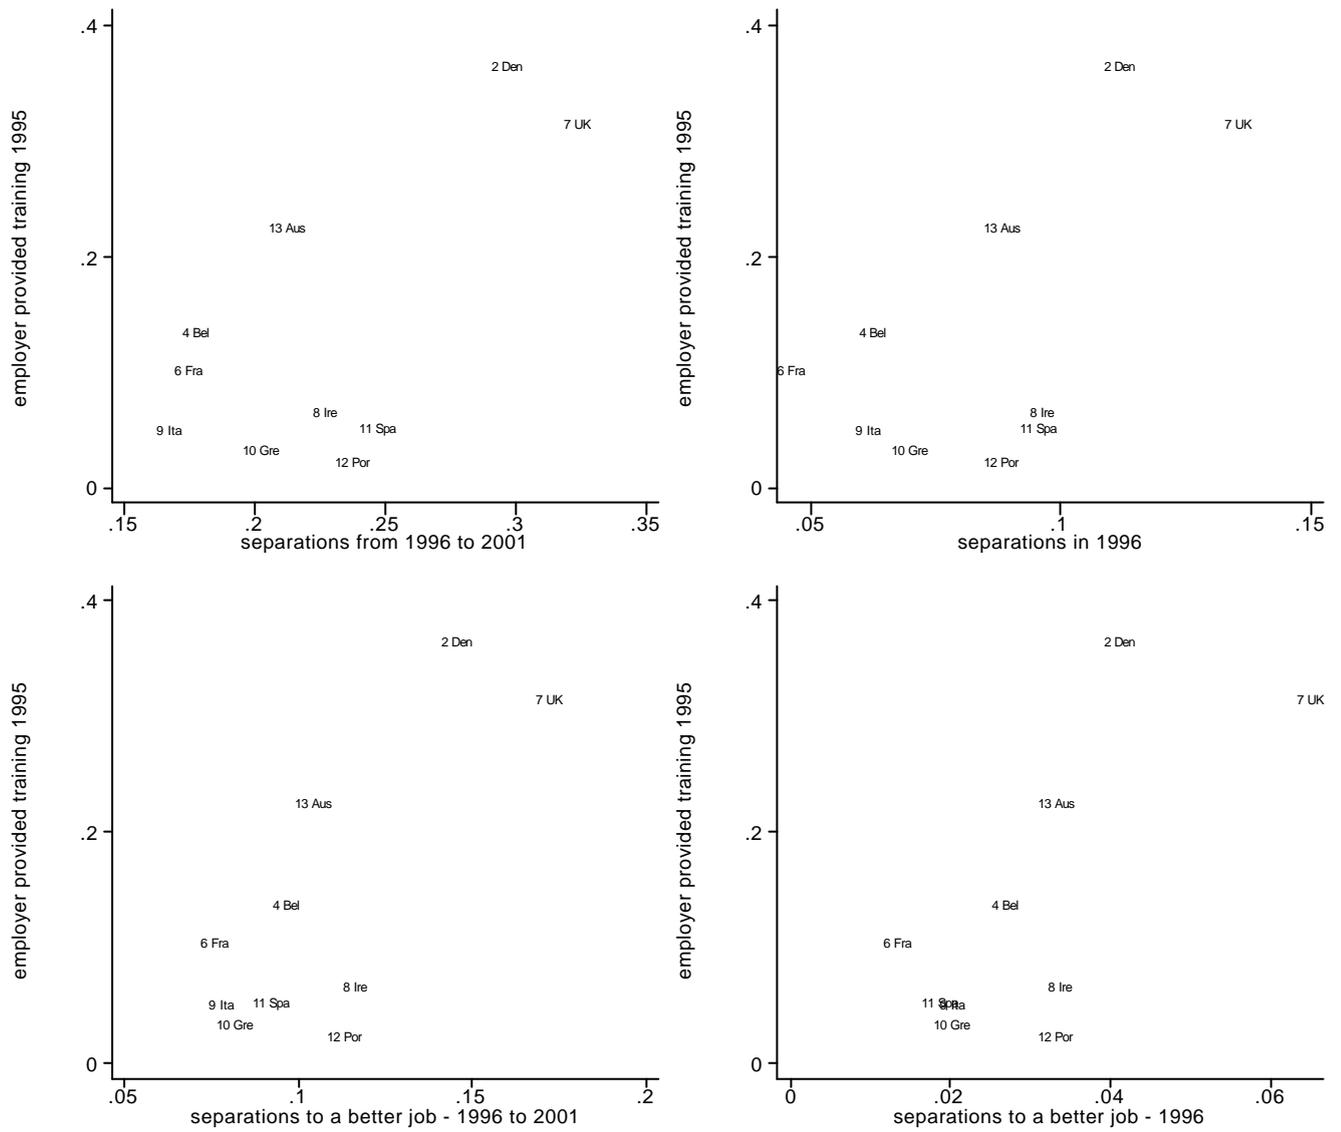 employer provided training 1995
.4
.2
0
2 Den
7 UK
13 Aus
4 Bel
6 Fra
8 Ire
11 Spa
9 Ita
10 Gre
12 Por
.15 .2 .25 .3 .35
separations from 1996 to 2001
employer provided training 1995
.4
.2
0
2 Den
7 UK
13 Aus
4 Bel
6 Fra
8 Ire
11 Spa
9 Ita
10 Gre
12 Por
.05 .1 .15
separations in 1996
employer provided training 1995
.4
.2
0
2 Den
7 UK
13 Aus
4 Bel
6 Fra
8 Ire
11 Spa
9 Ita
10 Gre
12 Por
.05 .1 .15 .2
separations to a better job - 1996 to 2001
employer provided training 1995
.4
.2
0
2 Den
7 UK
13 Aus
4 Bel
6 Fra
8 Ire
11 Spa
9 Ita
10 Gre
12 Por
0 .02 .04 .06
separations to a better job - 1996